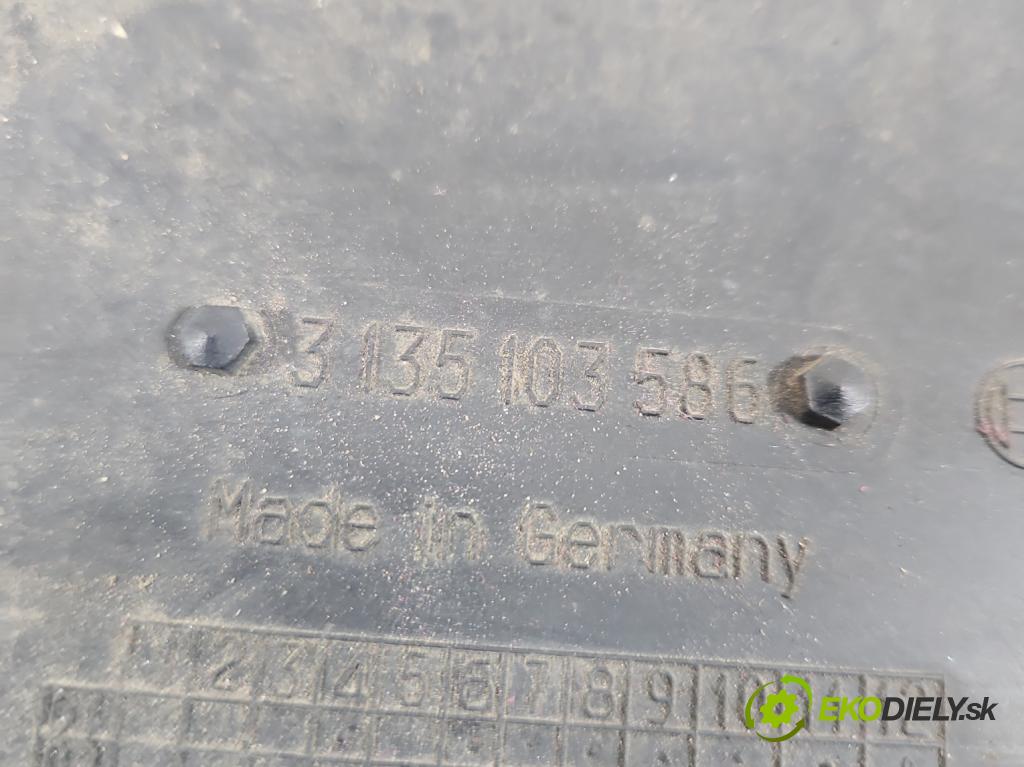 3 135 103 586
Made in Germany
2 3 4 5 6 7 8 9 10 11 12
EKODIELY.sk